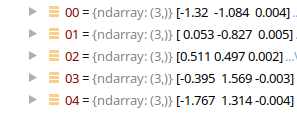 00 = {ndarray: (3,)} [-1.32 -1.084 0.004]
01 = {ndarray: (3,)} [ 0.053 -0.827 0.005]
02 = {ndarray: (3,)} [0.511 0.497 0.002] ...\
03 = {ndarray: (3,)} [-0.395 1.569 -0.003]
04 = {ndarray: (3,)} [-1.767 1.314 -0.004]